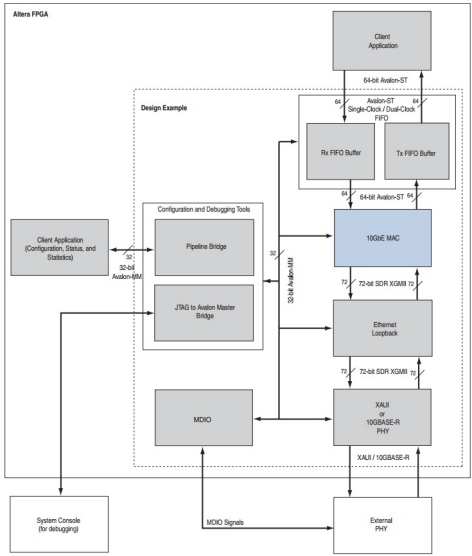 Altera FPGA
Client
Application
64-bit Avalon-ST
64
64
Design Example
Avalon-ST
Single-Clock / Dual-Clock
FIFO
Rx FIFO Buffer
Tx FIFO Buffer
64
64
64-bit Avalon-ST
Configuration and Debugging Tools
Client Application
(Configuration, Status, and
Statistics)
32
32-bit
Avalon-MM
Pipeline Bridge
32
32-bit Avalon-MM
10GbE MAC
72
72-bit SDR XGMII
72
JTAG to Avalon Master
Bridge
Ethernet
Loopback
72
72-bit SDR XGMII
72
MDIO
XAUI
or
10GBASE-R
PHY
XAUI / 10GBASE-R
System Console
(for debugging)
MDIO Signals
External
PHY